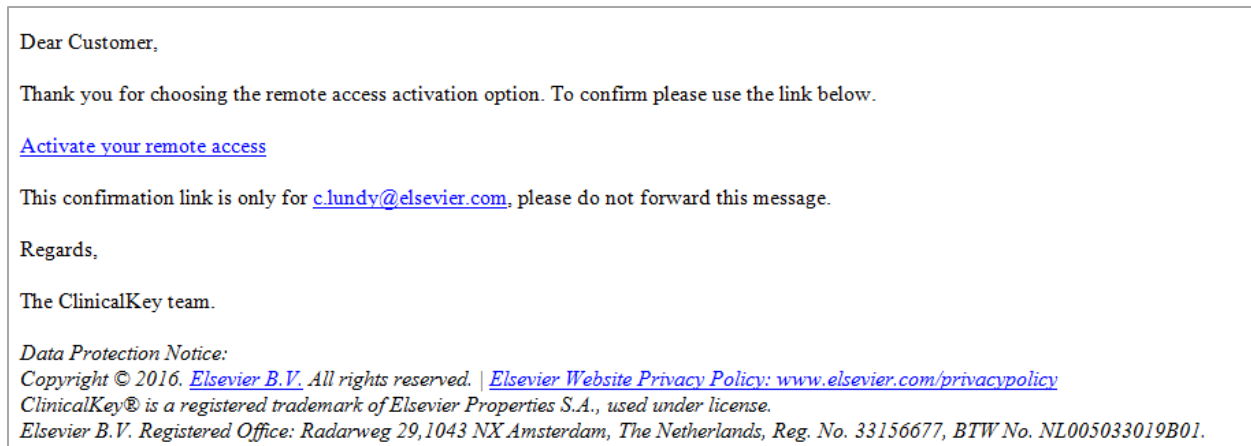 Dear Customer,
Thank you for choosing the remote access activation option. To confirm please use the link below.
Activate your remote access
This confirmation link is only for c.lundy@elsevier.com, please do not forward this message.
Regards,
The ClinicalKey team.
Data Protection Notice:
Copyright © 2016. Elsevier B.V. All rights reserved. | Elsevier Website Privacy Policy: www.elsevier.com/privacypolicy
ClinicalKey® is a registered trademark of Elsevier Properties S.A., used under license.
Elsevier B.V. Registered Office: Radarweg 29,1043 NX Amsterdam, The Netherlands, Reg. No. 33156677, BTW No. NL005033019B01.